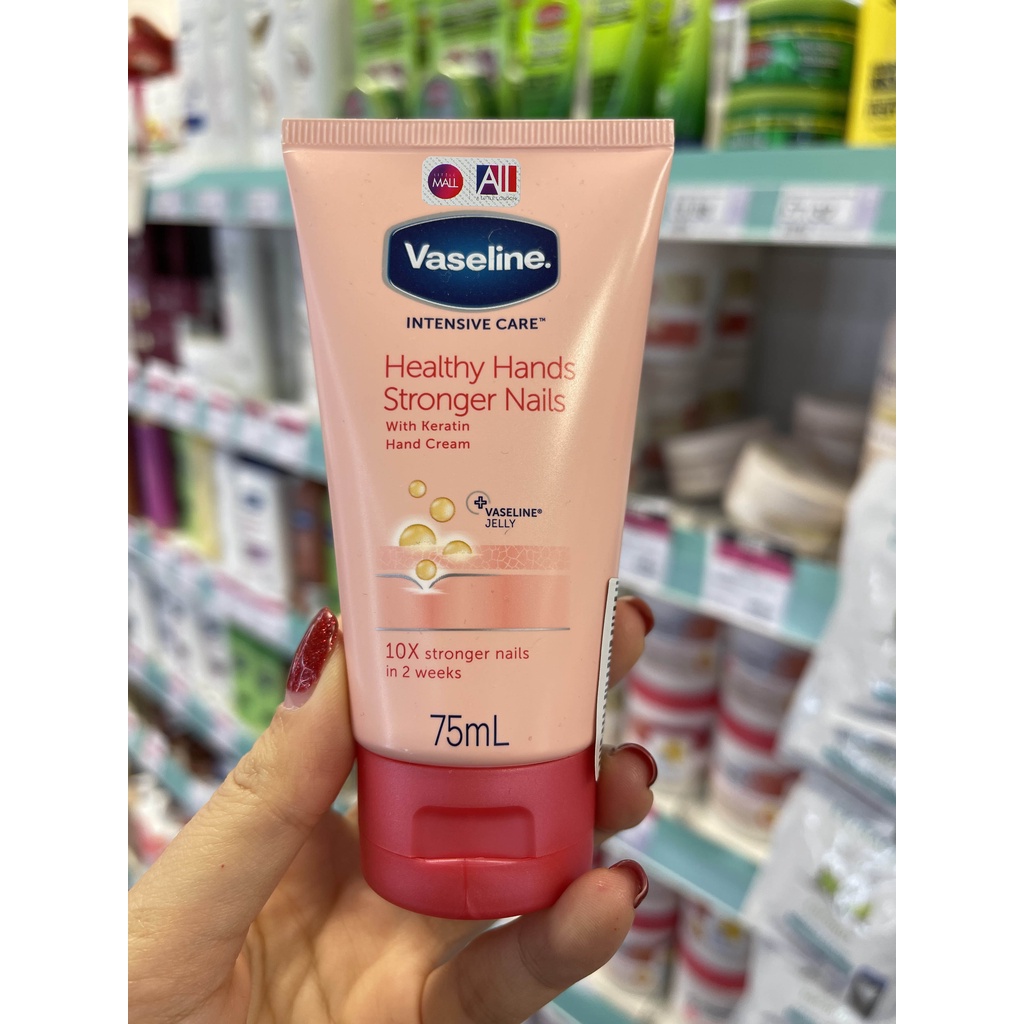 MALL
All
Vaseline.
INTENSIVE CARE™
Healthy Hands
Stronger Nails
With Keratin
Hand Cream
VASELINE®
JELLY
10X stronger nails
in 2 weeks
75mL